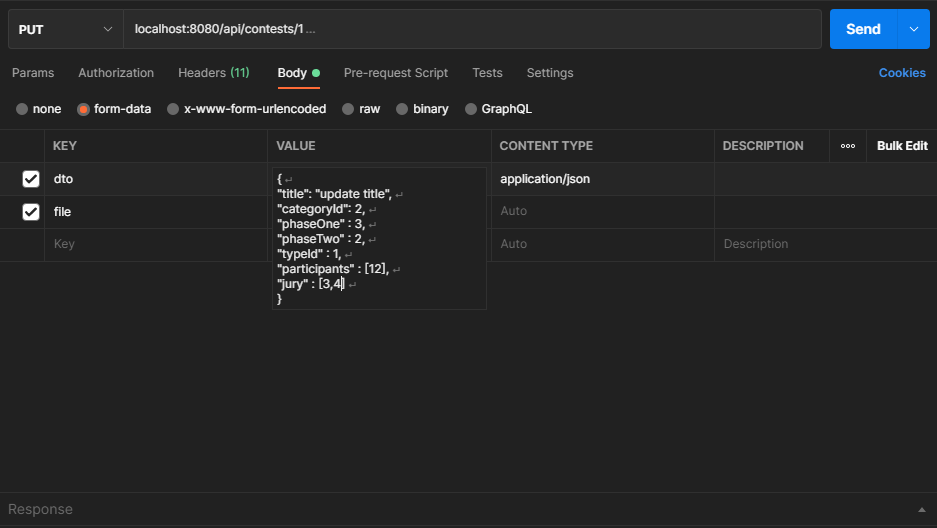 PUT localhost:8080/api/contests/1 ... Send
Params Authorization Headers (11) Body Pre-request Script Tests Settings Cookies
none form-data x-www-form-urlencoded raw binary GraphQL
KEY VALUE CONTENT TYPE DESCRIPTION ooo Bulk Edit
dto { ↵ application/json
"title": "update title", ↵
"categoryId": 2, ↵
file "phaseOne" : 3, ↵ Auto
"phaseTwo" : 2, ↵
Key "typeId" : 1, ↵ Auto Description
"participants" : [12], ↵
"jury" : [3,4] ↵
}
Response